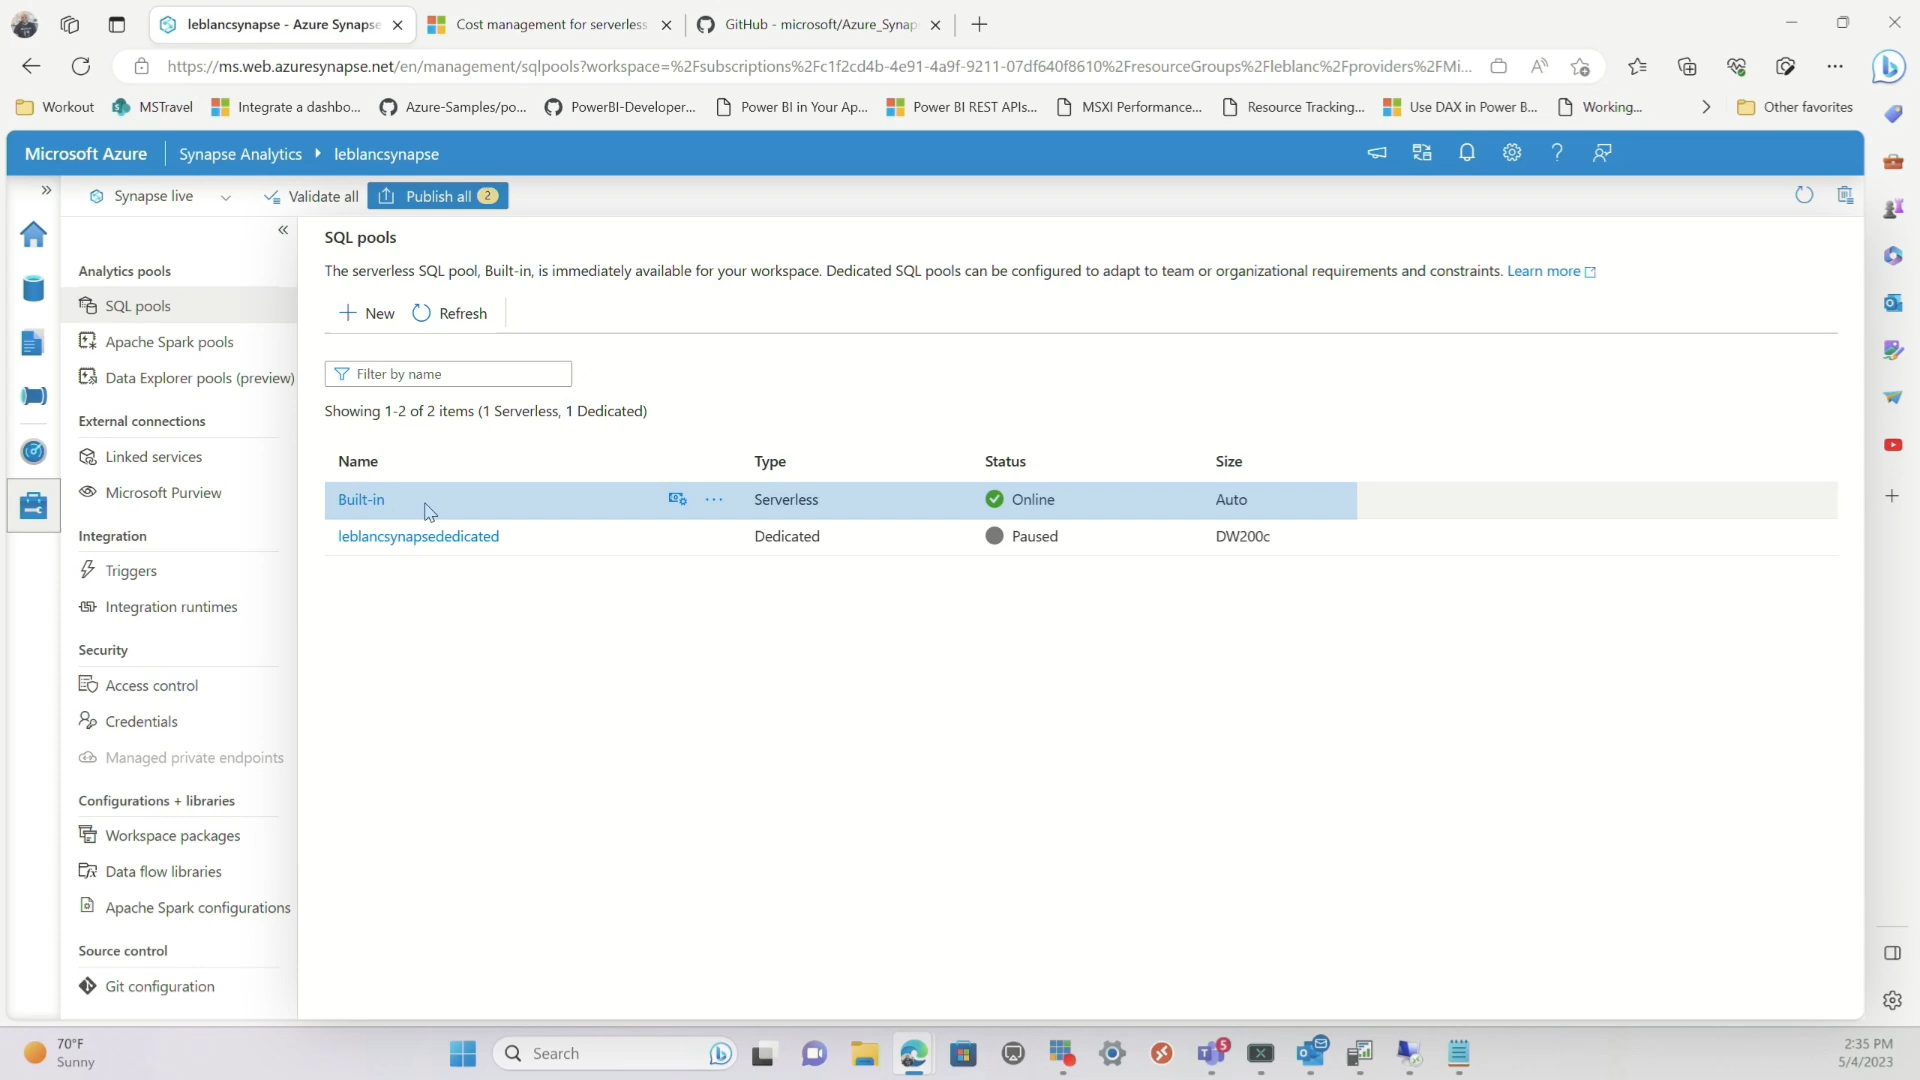 leblancsynapse - Azure Synapse
Cost management for serverless
GitHub - microsoft/Azure_Synap
https://ms.web.azuresynapse.net/en/management/sqlpools?workspace=%2Fsubscriptions%2Fc1f2cd4b-4e91-4a9f-9211-07df640f8610%2FresourceGroups%2Fleblanc%2Fproviders%2FMi...
Workout
MSTravel
Integrate a dashbo...
Azure-Samples/po...
PowerBI-Developer...
Power BI in Your Ap...
Power BI REST APIs...
MSXI Performance...
Resource Tracking...
Use DAX in Power B...
Working...
Other favorites
Microsoft Azure
Synapse Analytics
leblancsynapse
Synapse live
Validate all
Publish all 2
Analytics pools
SQL pools
Apache Spark pools
Data Explorer pools (preview)
External connections
Linked services
Microsoft Purview
Integration
Triggers
Integration runtimes
Security
Access control
Credentials
Managed private endpoints
Configurations + libraries
Workspace packages
Data flow libraries
Apache Spark configurations
Source control
Git configuration
SQL pools
The serverless SQL pool, Built-in, is immediately available for your workspace. Dedicated SQL pools can be configured to adapt to team or organizational requirements and constraints. Learn more
New
Refresh
Filter by name
Showing 1-2 of 2 items (1 Serverless, 1 Dedicated)
Name Type Status Size
Built-in ... Serverless Online Auto
leblancsynapsededicated Dedicated Paused DW200c
70°F
Sunny
Search
5
2:35 PM
5/4/2023